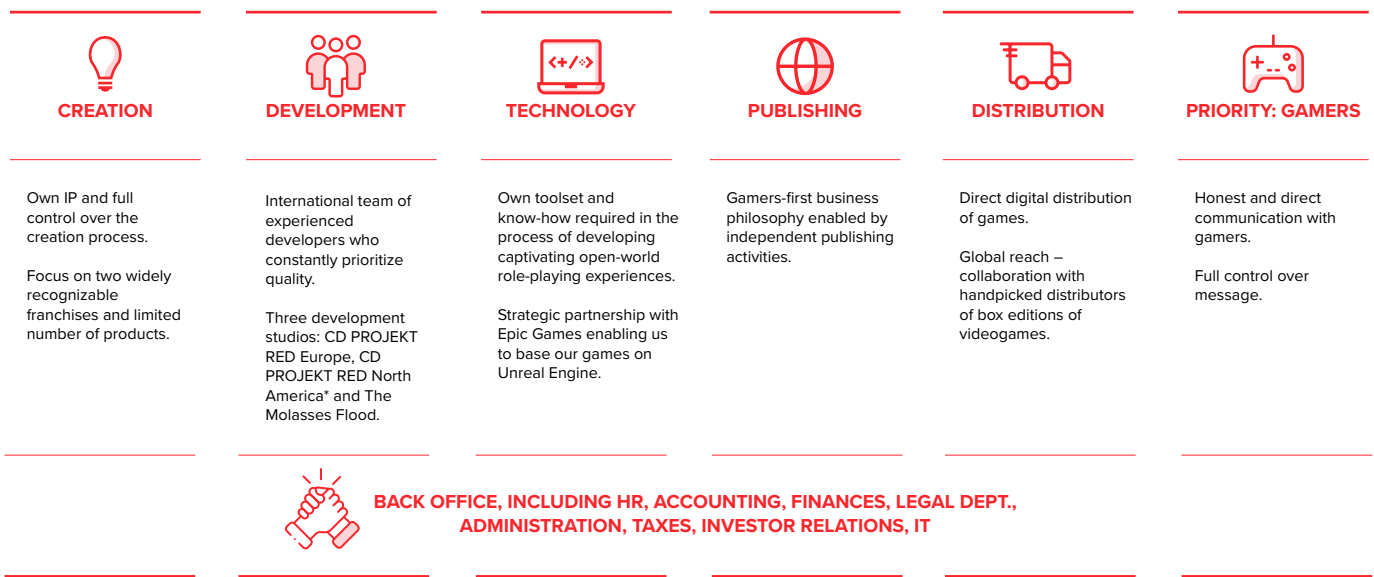 CREATION
Own IP and full
control over the
creation process.
Focus on two widely
recognizable
franchises and limited
number of products.
DEVELOPMENT
International team of
experienced
developers who
constantly prioritize
quality.
Three development
studios: CD PROJEKT
RED Europe, CD
PROJEKT RED North
America* and The
Molasses Flood.
<+/⁘>
TECHNOLOGY
Own toolset and
know-how required in the
process of developing
captivating open-world
role-playing experiences.
Strategic partnership with
Epic Games enabling us
to base our games on
Unreal Engine.
PUBLISHING
Gamers-first business
philosophy enabled by
independent publishing
activities.
DISTRIBUTION
Direct digital distribution
of games.
Global reach –
collaboration with
handpicked distributors
of box editions of
videogames.
PRIORITY: GAMERS
Honest and direct
communication with
gamers.
Full control over
message.
BACK OFFICE, INCLUDING HR, ACCOUNTING, FINANCES, LEGAL DEPT.,
ADMINISTRATION, TAXES, INVESTOR RELATIONS, IT